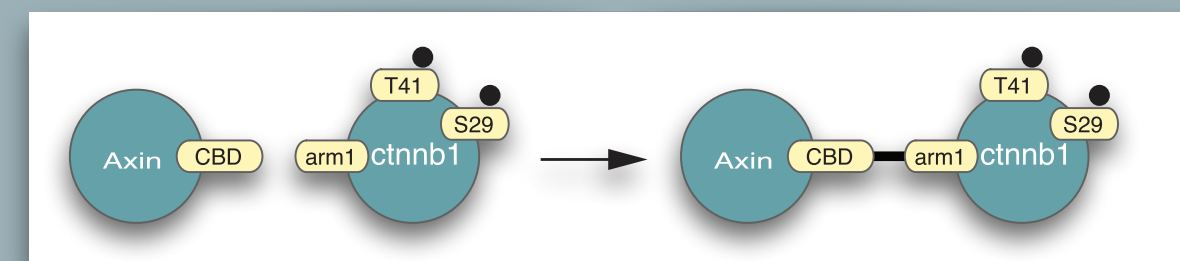 T41
T41
S29
S29
Axin
CBD
arm1
ctnnb1
Axin
CBD
arm1
ctnnb1